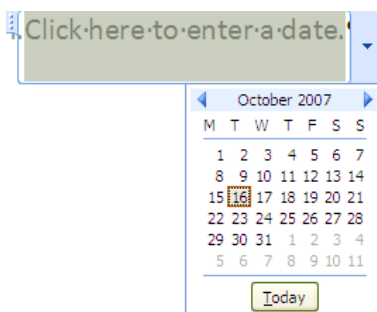 Click·here·to·enter·a·date.
October 2007
M T W T F S S
1 2 3 4 5 6 7
8 9 10 11 12 13 14
15 16 17 18 19 20 21
22 23 24 25 26 27 28
29 30 31 1 2 3 4
5 6 7 8 9 10 11
Today